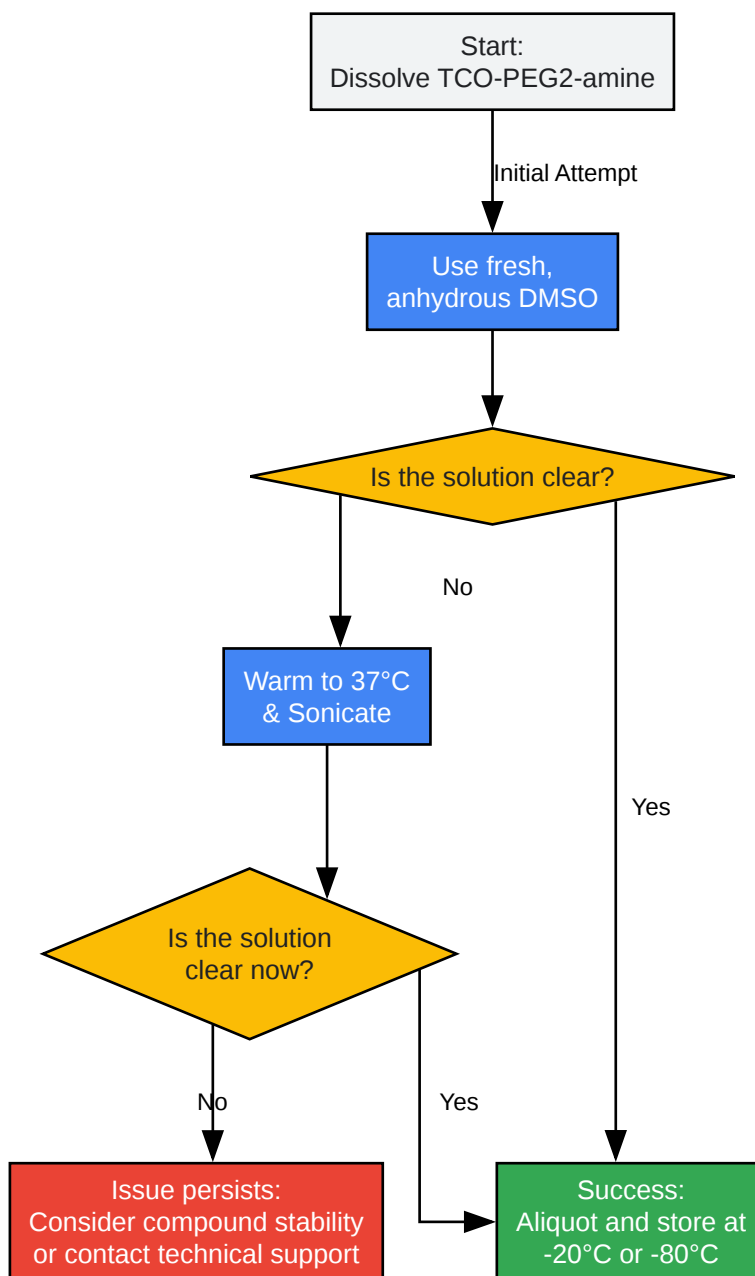 Start:
Dissolve TCO-PEG2-amine
Initial Attempt
Use fresh,
anhydrous DMSO
Is the solution clear?
No
Warm to 37°C
& Sonicate
Yes
Is the solution
clear now?
No
Yes
Issue persists:
Consider compound stability
or contact technical support
Success:
Aliquot and store at
-20°C or -80°C